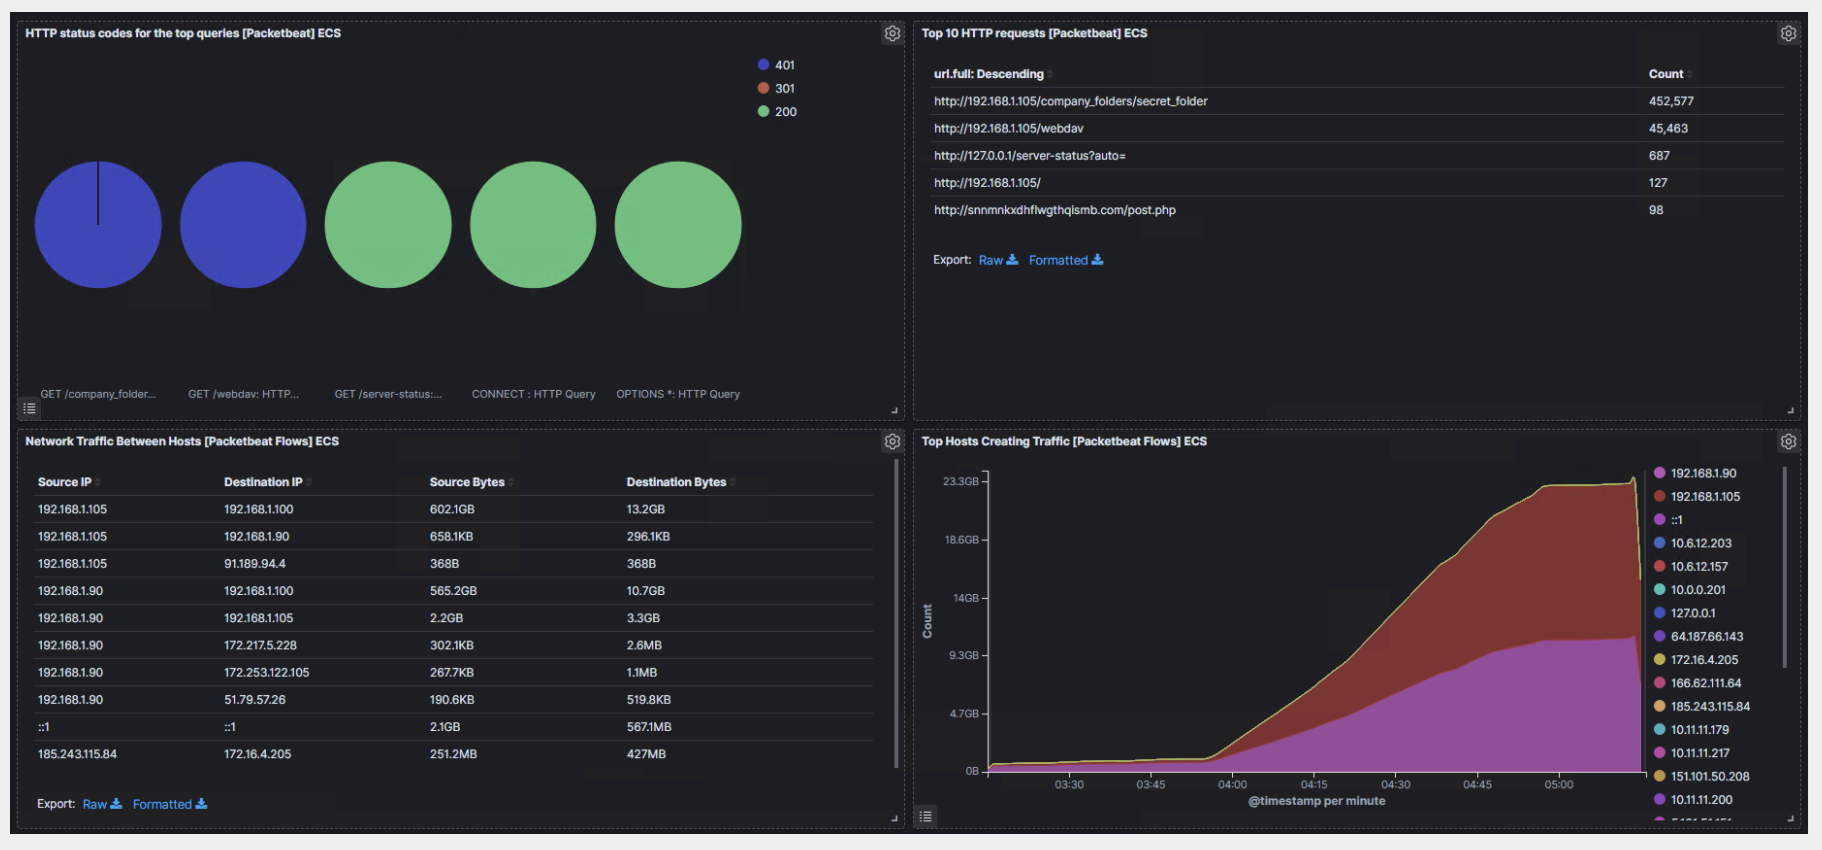 HTTP status codes for the top queries [Packetbeat] ECS
401
301
200
GET /company_folder...
GET /webdav: HTTP...
GET /server-status:...
CONNECT : HTTP Query
OPTIONS *: HTTP Query
Top 10 HTTP requests [Packetbeat] ECS
url.full: Descending Count
http://192.168.1.105/company_folders/secret_folder 452,577
http://192.168.1.105/webdav 45,463
http://127.0.0.1/server-status?auto= 687
http://192.168.1.105/ 127
http://snnmnkxdhflwgthqismb.com/post.php 98
Export: Raw Formatted
Network Traffic Between Hosts [Packetbeat Flows] ECS
Source IP Destination IP Source Bytes Destination Bytes
192.168.1.105 192.168.1.100 602.1GB 13.2GB
192.168.1.105 192.168.1.90 658.1KB 296.1KB
192.168.1.105 91.189.94.4 368B 368B
192.168.1.90 192.168.1.100 565.2GB 10.7GB
192.168.1.90 192.168.1.105 2.2GB 3.3GB
192.168.1.90 172.217.5.228 302.1KB 2.6MB
192.168.1.90 172.253.122.105 267.7KB 1.1MB
192.168.1.90 51.79.57.26 190.6KB 519.8KB
::1 ::1 2.1GB 567.1MB
185.243.115.84 172.16.4.205 251.2MB 427MB
Export: Raw Formatted
Top Hosts Creating Traffic [Packetbeat Flows] ECS
23.3GB
18.6GB
14GB
9.3GB
4.7GB
0B
Count
03:30 03:45 04:00 04:15 04:30 04:45 05:00
@timestamp per minute
192.168.1.90
192.168.1.105
::1
10.6.12.203
10.6.12.157
10.0.0.201
127.0.0.1
64.187.66.143
172.16.4.205
166.62.111.64
185.243.115.84
10.11.11.179
10.11.11.217
151.101.50.208
10.11.11.200